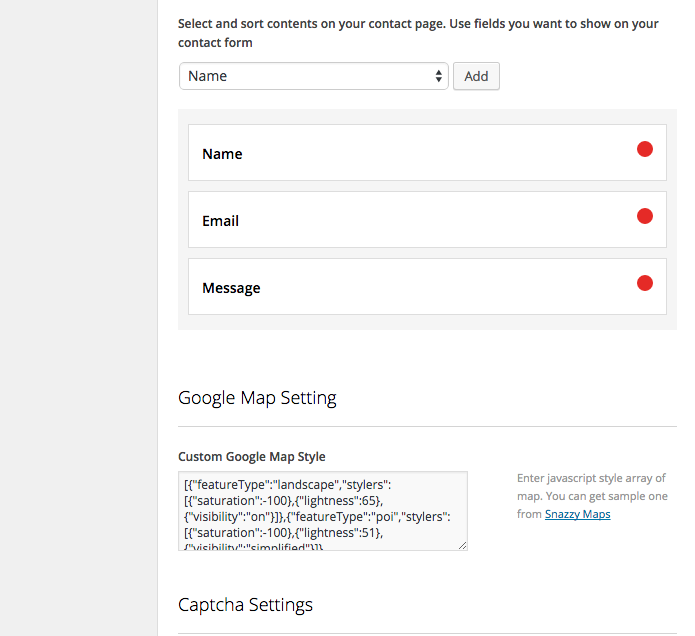 Select and sort contents on your contact page. Use fields you want to show on your
contact form
Name
Add
Name
Email
Message
Google Map Setting
Custom Google Map Style
[{"featureType":"landscape","stylers":
[{"saturation":-100},{"lightness":65},
{"visibility":"on"}]},{"featureType":"poi","stylers":
[{"saturation":-100},{"lightness":51},
{"visibility":"simplified"}]}
Enter javascript style array of
map. You can get sample one
from Snazzy Maps
Captcha Settings